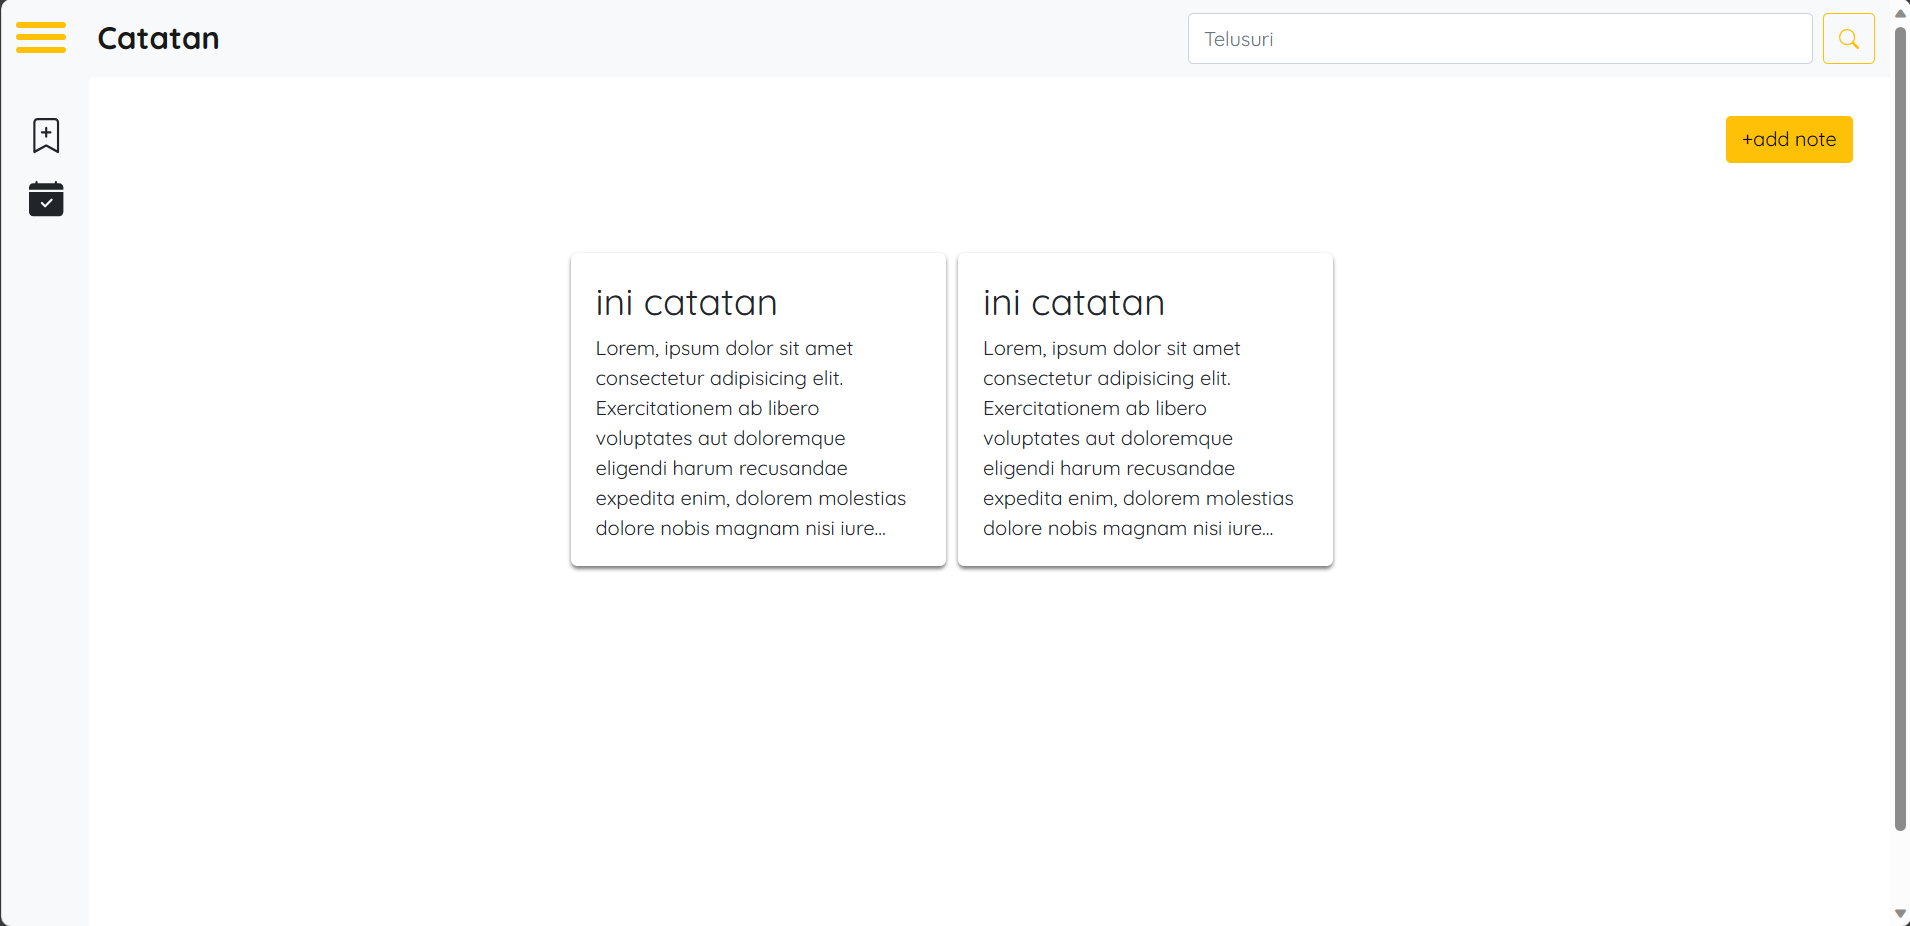 Catatan
Telusuri
+add note
ini catatan
Lorem, ipsum dolor sit amet
consectetur adipisicing elit.
Exercitationem ab libero
voluptates aut doloremque
eligendi harum recusandae
expedita enim, dolorem molestias
dolore nobis magnam nisi iure...
ini catatan
Lorem, ipsum dolor sit amet
consectetur adipisicing elit.
Exercitationem ab libero
voluptates aut doloremque
eligendi harum recusandae
expedita enim, dolorem molestias
dolore nobis magnam nisi iure...